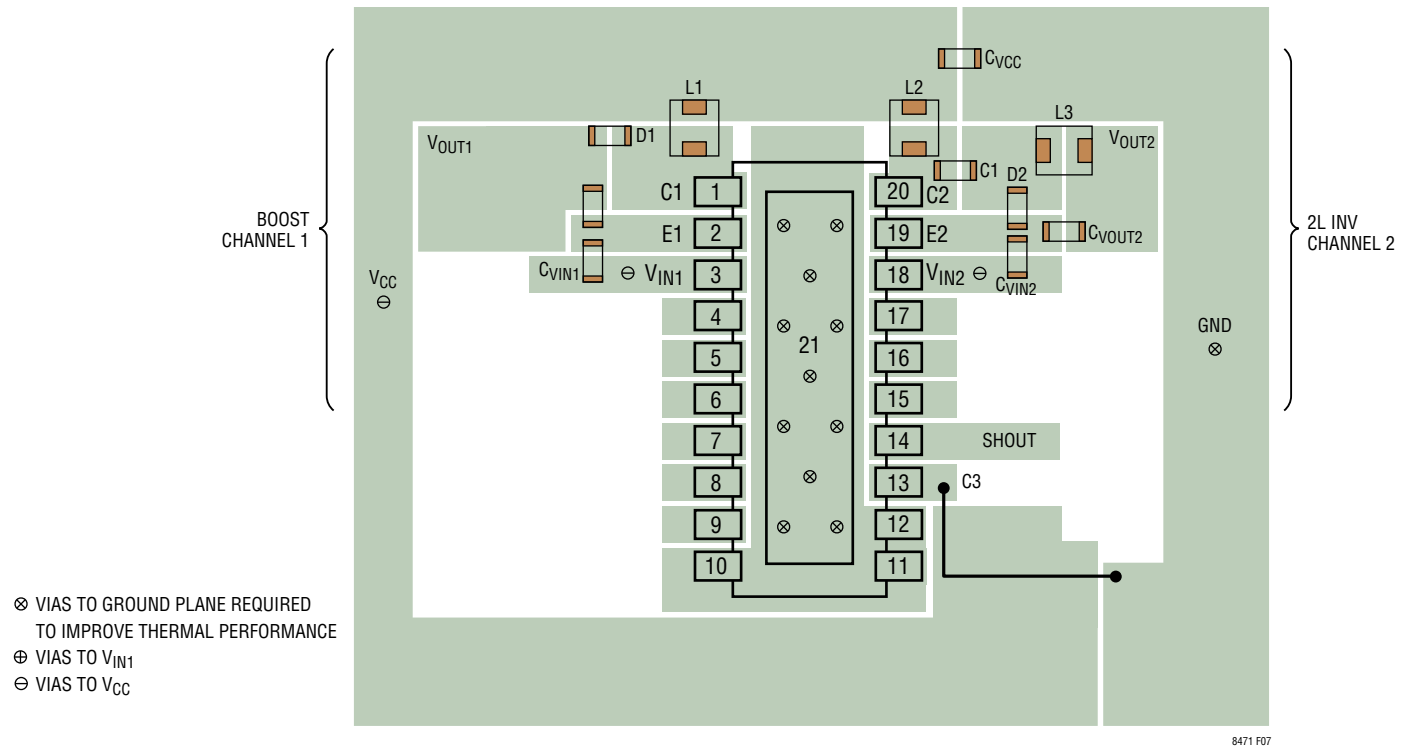 CVCC
L1
L2
L3
VOUT1
D1
VOUT2
C1
D2
C1
1
20
C2
BOOST
CHANNEL 1
2L INV
CHANNEL 2
E1
2
19
E2
CVOUT2
CVIN1
⊖
VIN1
3
18
VIN2
⊖
CVIN2
VCC
⊖
4
17
GND
⊗
5
21
16
6
15
7
14
SHOUT
8
13
C3
9
12
10
11
⊗ VIAS TO GROUND PLANE REQUIRED
TO IMPROVE THERMAL PERFORMANCE
⊕ VIAS TO VIN1
⊖ VIAS TO VCC
8471 F07